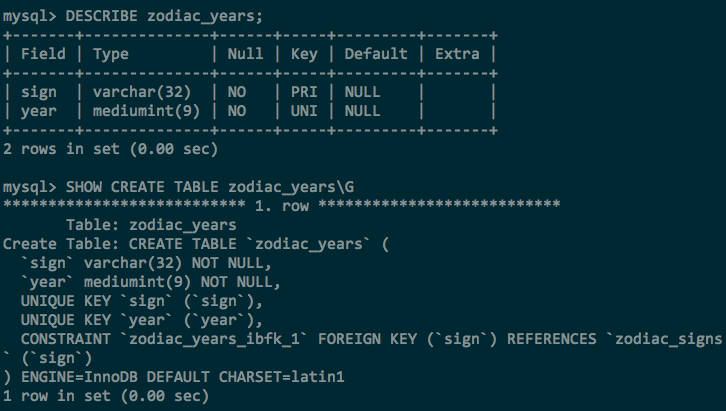 mysql> DESCRIBE zodiac_years;
+-------+--------------+------+-----+---------+-------+
| Field | Type         | Null | Key | Default | Extra |
+-------+--------------+------+-----+---------+-------+
| sign  | varchar(32)  | NO   | PRI | NULL    |       |
| year  | mediumint(9) | NO   | UNI | NULL    |       |
+-------+--------------+------+-----+---------+-------+
2 rows in set (0.00 sec)
mysql> SHOW CREATE TABLE zodiac_years\G
*************************** 1. row ***************************
       Table: zodiac_years
Create Table: CREATE TABLE `zodiac_years` (
  `sign` varchar(32) NOT NULL,
  `year` mediumint(9) NOT NULL,
  UNIQUE KEY `sign` (`sign`),
  UNIQUE KEY `year` (`year`),
  CONSTRAINT `zodiac_years_ibfk_1` FOREIGN KEY (`sign`) REFERENCES `zodiac_signs
` (`sign`)
) ENGINE=InnoDB DEFAULT CHARSET=latin1
1 row in set (0.00 sec)